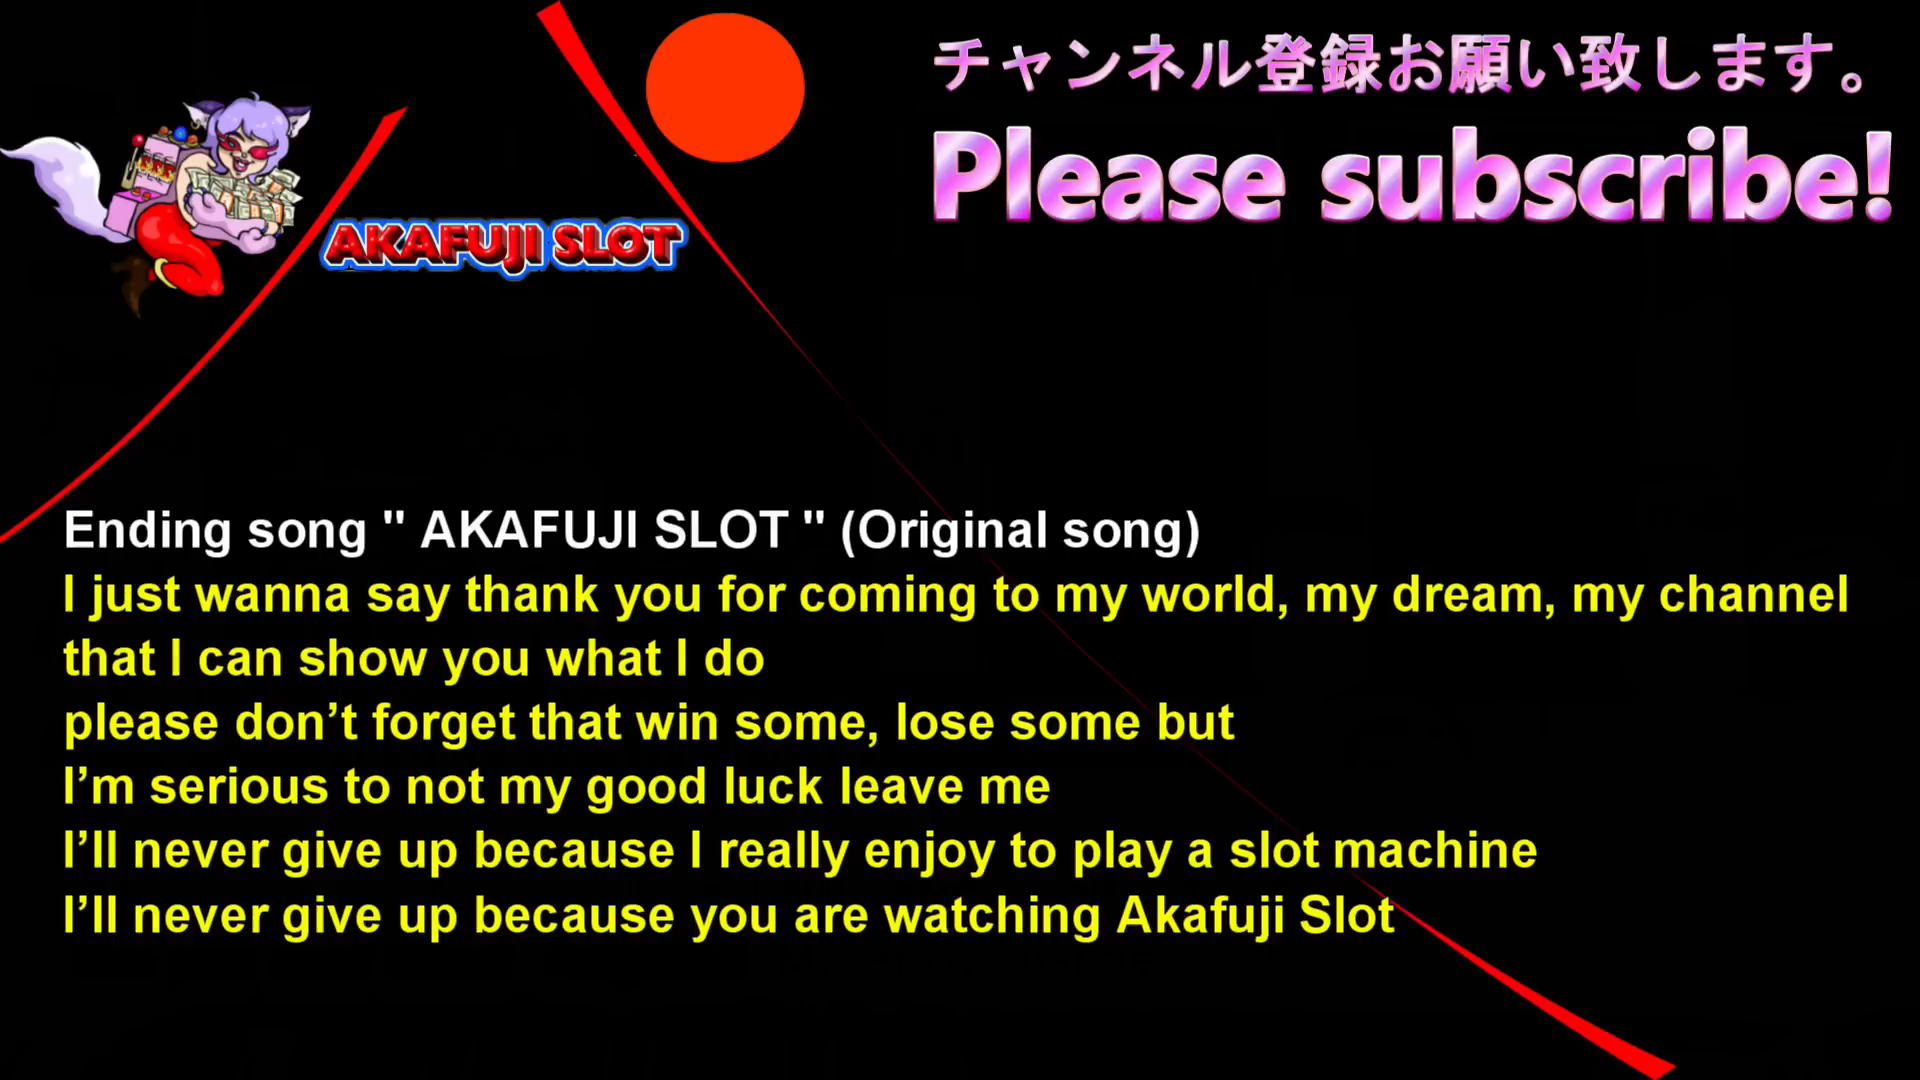 チャンネル登録お願い致します。
Please subscribe!
AKAFUJI SLOT
Ending song " AKAFUJI SLOT " (Original song)
I just wanna say thank you for coming to my world, my dream, my channel
that I can show you what I do
please don’t forget that win some, lose some but
I’m serious to not my good luck leave me
I’ll never give up because I really enjoy to play a slot machine
I’ll never give up because you are watching Akafuji Slot